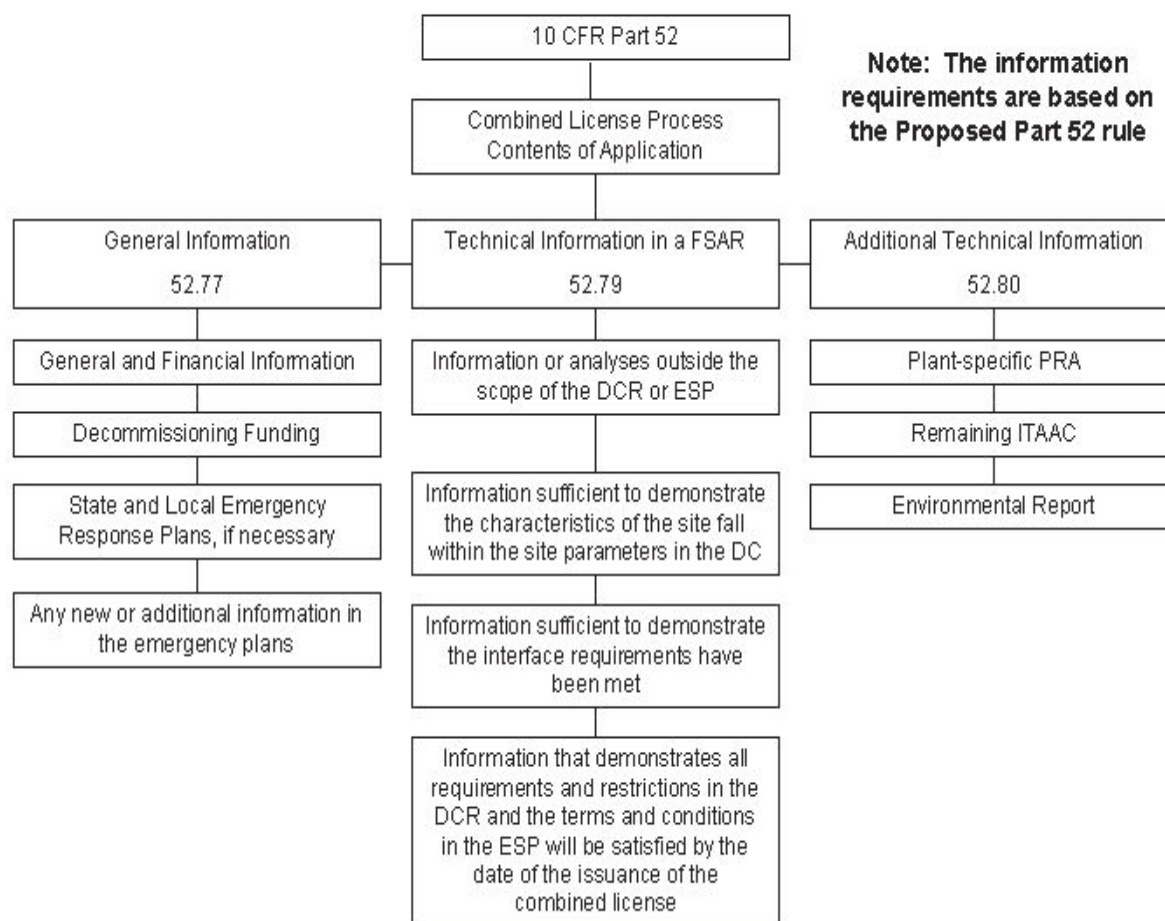 10 CFR Part 52
Note: The information
requirements are based on
the Proposed Part 52 rule
Combined License Process
Contents of Application
General Information
52.77
Technical Information in a FSAR
52.79
Additional Technical Information
52.80
General and Financial Information
Decommissioning Funding
State and Local Emergency
Response Plans, if necessary
Any new or additional information in
the emergency plans
Information or analyses outside the
scope of the DCR or ESP
Information sufficient to demonstrate
the characteristics of the site fall
within the site parameters in the DC
Information sufficient to demonstrate
the interface requirements have
been met
Information that demonstrates all
requirements and restrictions in the
DCR and the terms and conditions
in the ESP will be satisfied by the
date of the issuance of the
combined license
Plant-specific PRA
Remaining ITAAC
Environmental Report